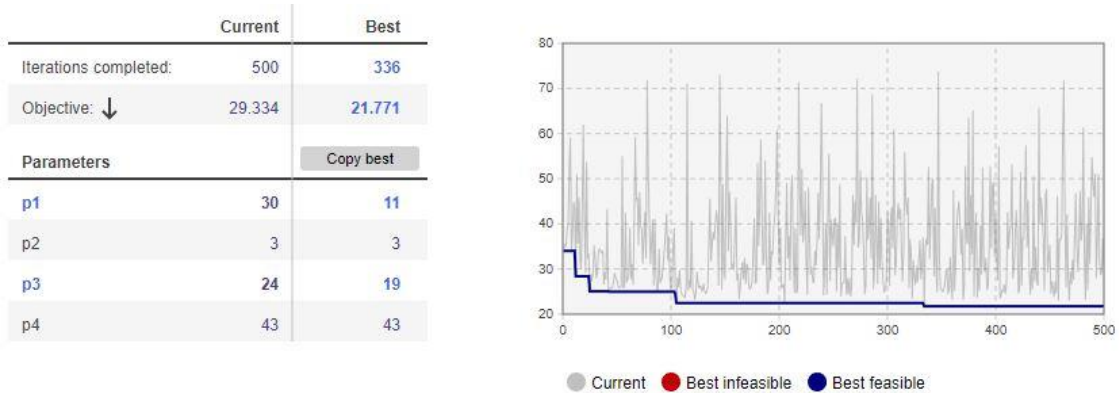 Current Best
Iterations completed: 500 336
Objective: ↓ 29.334 21.771
Parameters Copy best
p1 30 11
p2 3 3
p3 24 19
p4 43 43
80
70
60
50
40
30
20
0 100 200 300 400 500
Current Best infeasible Best feasible